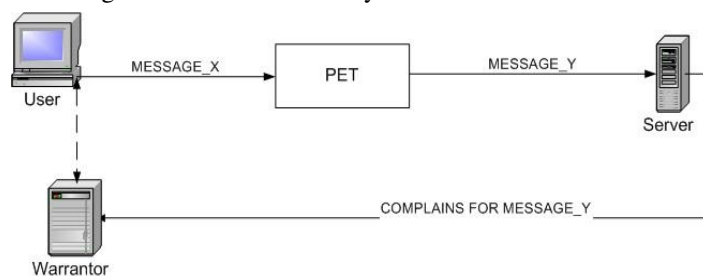 MESSAGE_X
PET
MESSAGE_Y
User
Server
COMPLAINS FOR MESSAGE_Y
Warrantor